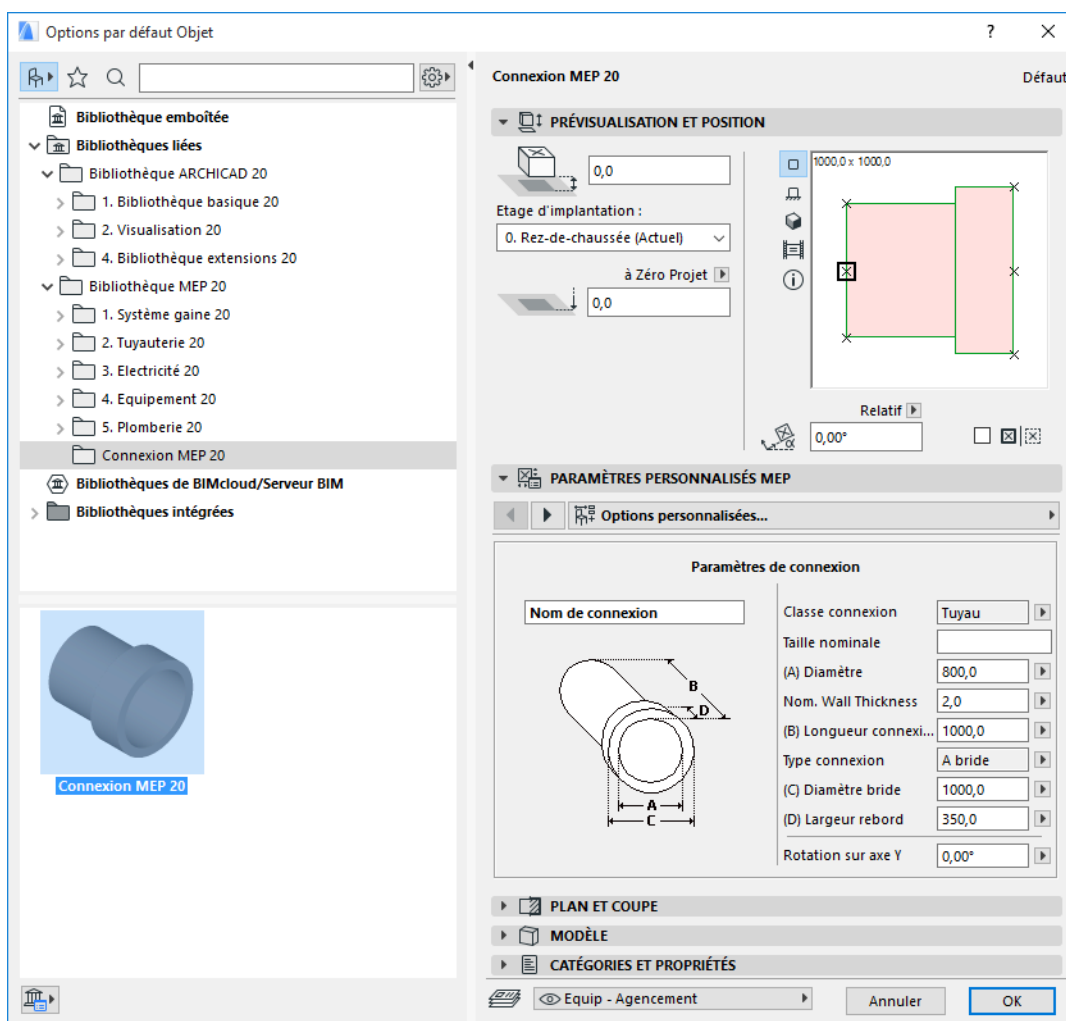 Options par défaut Objet
?
Bibliothèque emboîtée
Bibliothèques liées
Bibliothèque ARCHICAD 20
1. Bibliothèque basique 20
2. Visualisation 20
4. Bibliothèque extensions 20
Bibliothèque MEP 20
1. Système gaine 20
2. Tuyauterie 20
3. Electricité 20
4. Equipement 20
5. Plomberie 20
Connexion MEP 20
Bibliothèques de BIMcloud/Serveur BIM
Bibliothèques intégrées
Connexion MEP 20
Connexion MEP 20
Défaut
PRÉVISUALISATION ET POSITION
0,0
Etage d'implantation :
0. Rez-de-chaussée (Actuel)
à Zéro Projet
0,0
1000,0 x 1000,0
Relatif
α
0,00°
PARAMÈTRES PERSONNALISÉS MEP
Options personnalisées...
Paramètres de connexion
Nom de connexion
B
D
A
C
Classe connexion Tuyau
Taille nominale
(A) Diamètre 800,0
Nom. Wall Thickness 2,0
(B) Longueur connexi... 1000,0
Type connexion A bride
(C) Diamètre bride 1000,0
(D) Largeur rebord 350,0
Rotation sur axe Y 0,00°
PLAN ET COUPE
MODÈLE
CATÉGORIES ET PROPRIÉTÉS
Equip - Agencement
Annuler
OK